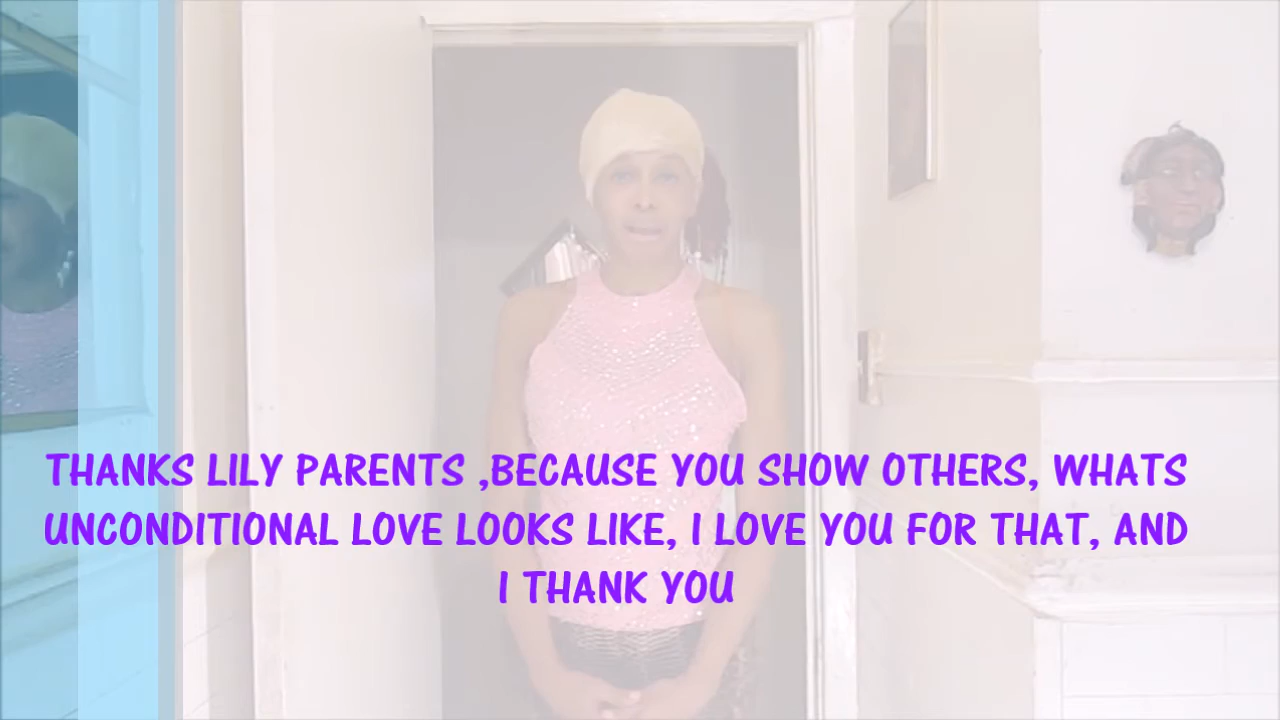 THANKS LILY PARENTS ,BECAUSE YOU SHOW OTHERS, WHATS
UNCONDITIONAL LOVE LOOKS LIKE, I LOVE YOU FOR THAT, AND
I THANK YOU